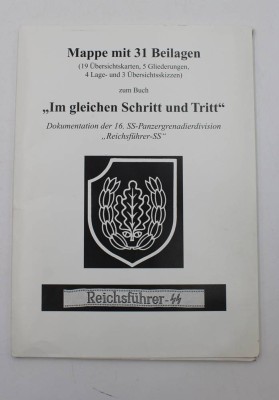 Mappe mit 31 Beilagen
(19 Übersichtskarten, 5 Gliederungen,
4 Lage- und 3 Übersichtsskizzen)
zum Buch
„Im gleichen Schritt und Tritt“
Dokumentation der 16. SS-Panzergrenadierdivision
„Reichsführer-SS“
Reichsführer-SS